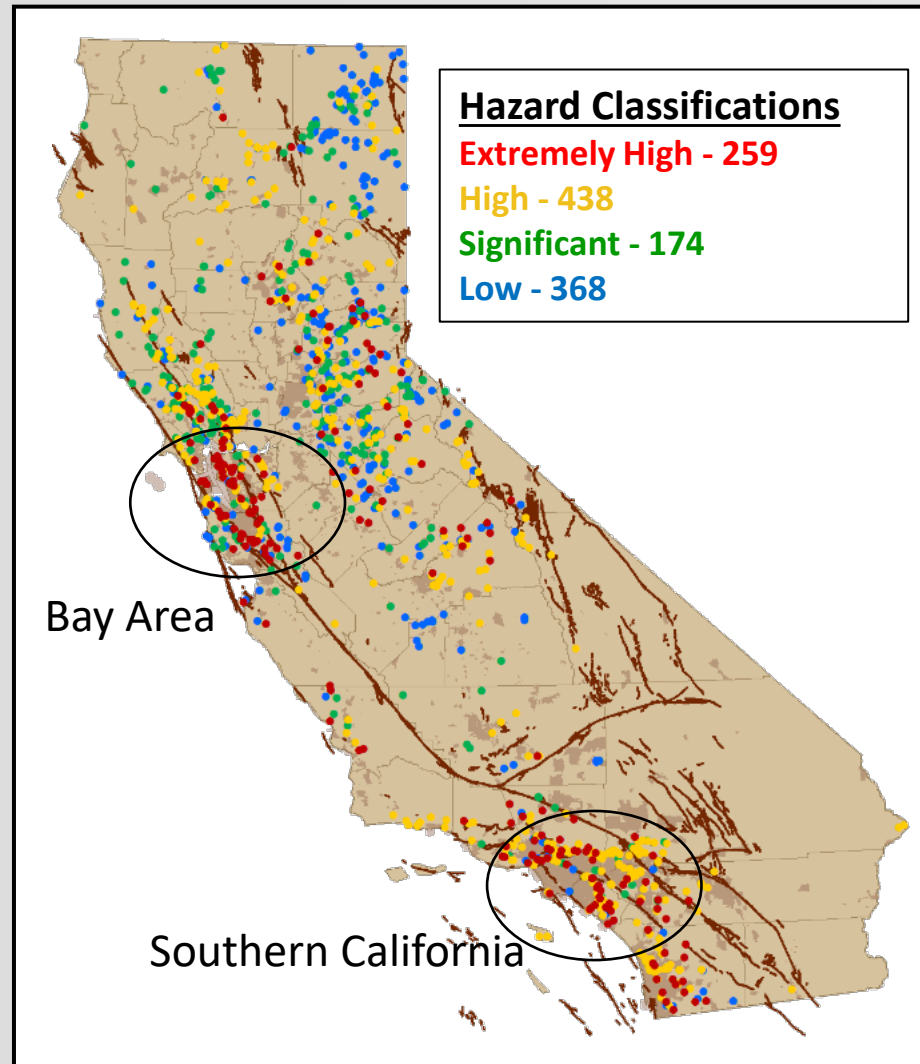 Hazard Classifications
Extremely High - 259
High - 438
Significant - 174
Low - 368
Bay Area
Southern California